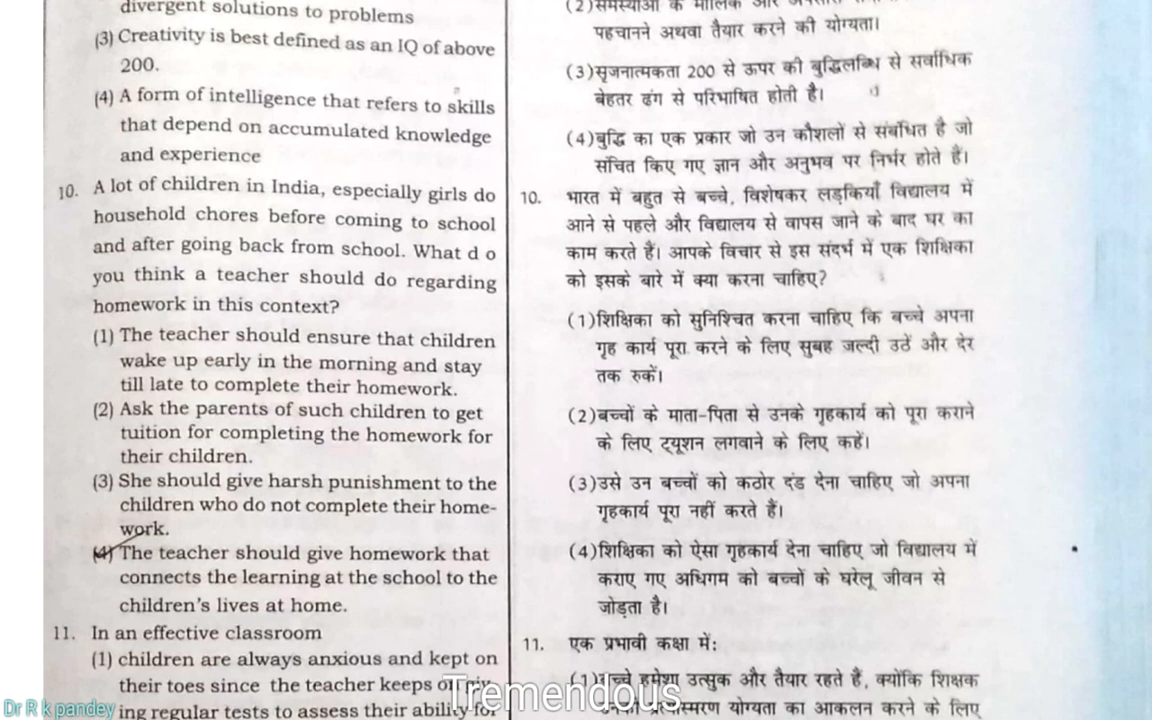 divergent solutions to problems
(3) Creativity is best defined as an IQ of above
200.
(4) A form of intelligence that refers to skills
that depend on accumulated knowledge
and experience
10. A lot of children in India, especially girls do
household chores before coming to school
and after going back from school. What d o
you think a teacher should do regarding
homework in this context?
(1) The teacher should ensure that children
wake up early in the morning and stay
till late to complete their homework.
(2) Ask the parents of such children to get
tuition for completing the homework for
their children.
(3) She should give harsh punishment to the
children who do not complete their home-
work.
(4) The teacher should give homework that
connects the learning at the school to the
children's lives at home.
11. In an effective classroom
(1) children are always anxious and kept on
their toes since the teacher keeps on
ing regular tests to assess their ability for
पहचानने अथवा तैयार करने की योग्यता।
(3)सृजनात्मकता 200 से ऊपर की बुद्धिलब्धि से सर्वाधिक
बेहतर ढंग से परिभाषित होती है।
(4)बुद्धि का एक प्रकार जो उन कौशलों से संबंधित है जो
संचित किए गए ज्ञान और अनुभव पर निर्भर होते हैं।
10. भारत में बहुत से बच्चे, विशेषकर लड़कियाँ विद्यालय में
आने से पहले और विद्यालय से वापस जाने के बाद घर का
काम करते हैं। आपके विचार से इस संदर्भ में एक शिक्षिका
को इसके बारे में क्या करना चाहिए?
(1)शिक्षिका को सुनिश्चित करना चाहिए कि बच्चे अपना
गृह कार्य पूरा करने के लिए सुबह जल्दी उठें और देर
तक रुकें।
(2)बच्चों के माता-पिता से उनके गृहकार्य को पूरा कराने
के लिए ट्यूशन लगवाने के लिए कहें।
(3)उसे उन बच्चों को कठोर दंड देना चाहिए जो अपना
गृहकार्य पूरा नहीं करते हैं।
(4)शिक्षिका को ऐसा गृहकार्य देना चाहिए जो विद्यालय में
कराए गए अधिगम को बच्चों के घरेलू जीवन से
जोड़ता है।
11. एक प्रभावी कक्षा में:
(1)बच्चे हमेशा उत्सुक और तैयार रहते हैं, क्योंकि शिक्षक
योग्यता का आकलन करने के लिए
Tremendous
Dr R k pandey